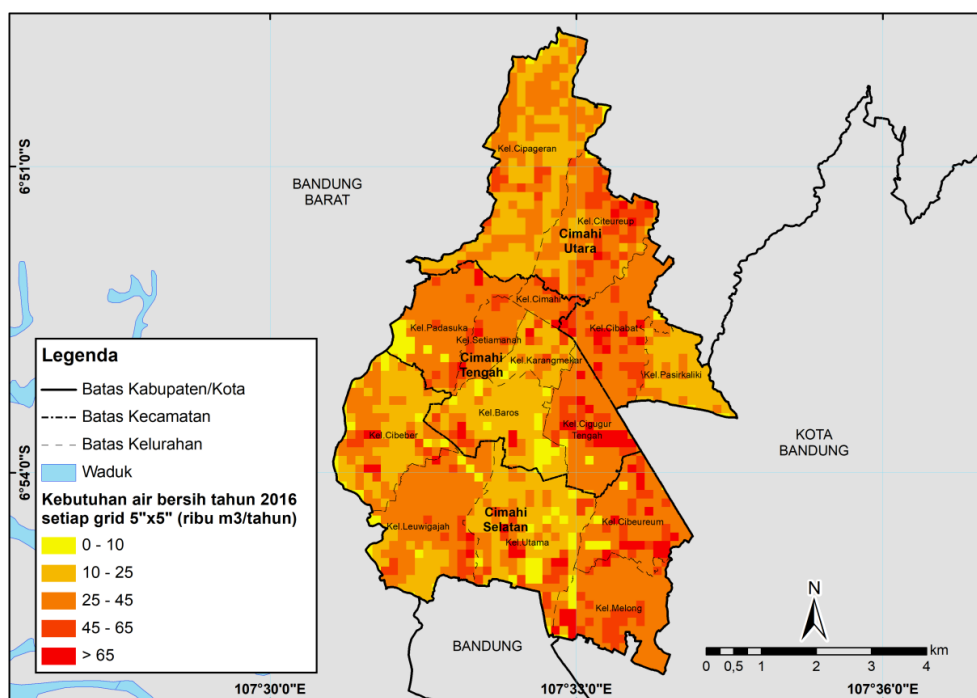 Kel.Cipageran
6°51'0"S
BANDUNG
BARAT
Kel.Citeureup
Cimahi
Utara
Kel.Cimahi
Kel.Padasuka
Kel.Cibabat
Kel.Setiamanah
Cimahi
Tengah
Kel.Karangmekar
Kel.Pasirkaliki
Kel.Baros
Kel.Cigugur
Tengah
Kel.Cibeber
KOTA
BANDUNG
6°54'0"S
Cimahi
Selatan
Kel.Leuwigajah
Kel.Utama
Kel.Cibeureum
Kel.Melong
BANDUNG
Legenda
Batas Kabupaten/Kota
Batas Kecamatan
Batas Kelurahan
Waduk
Kebutuhan air bersih tahun 2016
setiap grid 5"x5" (ribu m3/tahun)
0 - 10
10 - 25
25 - 45
45 - 65
> 65
N
km
0 0,5 1 2 3 4
107°30'0"E 107°33'0"E 107°36'0"E